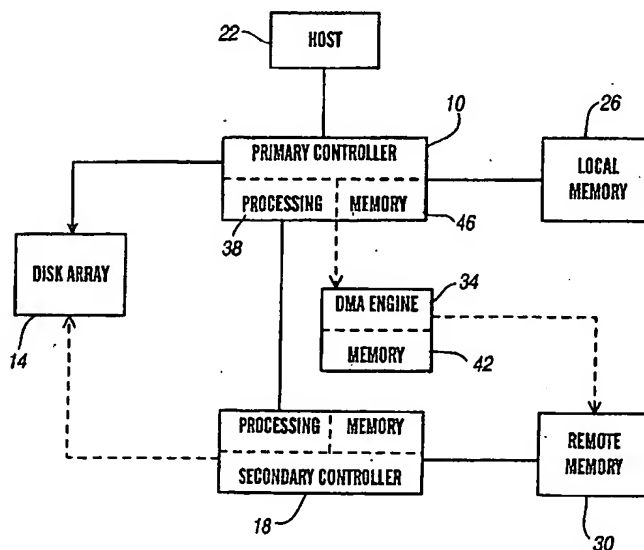 22
HOST
10
26
PRIMARY CONTROLLER
PROCESSING MEMORY
38
46
LOCAL
MEMORY
DISK ARRAY
14
34
DMA ENGINE
MEMORY
42
PROCESSING MEMORY
SECONDARY CONTROLLER
18
REMOTE
MEMORY
30